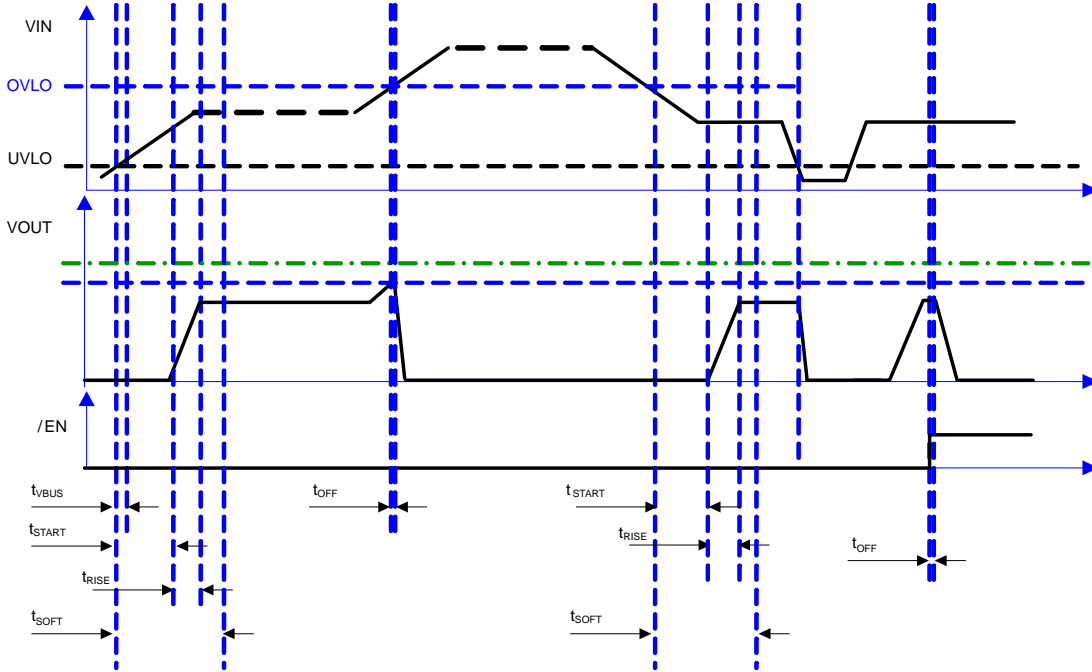 VIN
OVLO
UVLO
VOUT
/EN
tVBUS
tOFF
tSTART
tSTART
tRISE
tOFF
tRISE
tSOFT
tSOFT